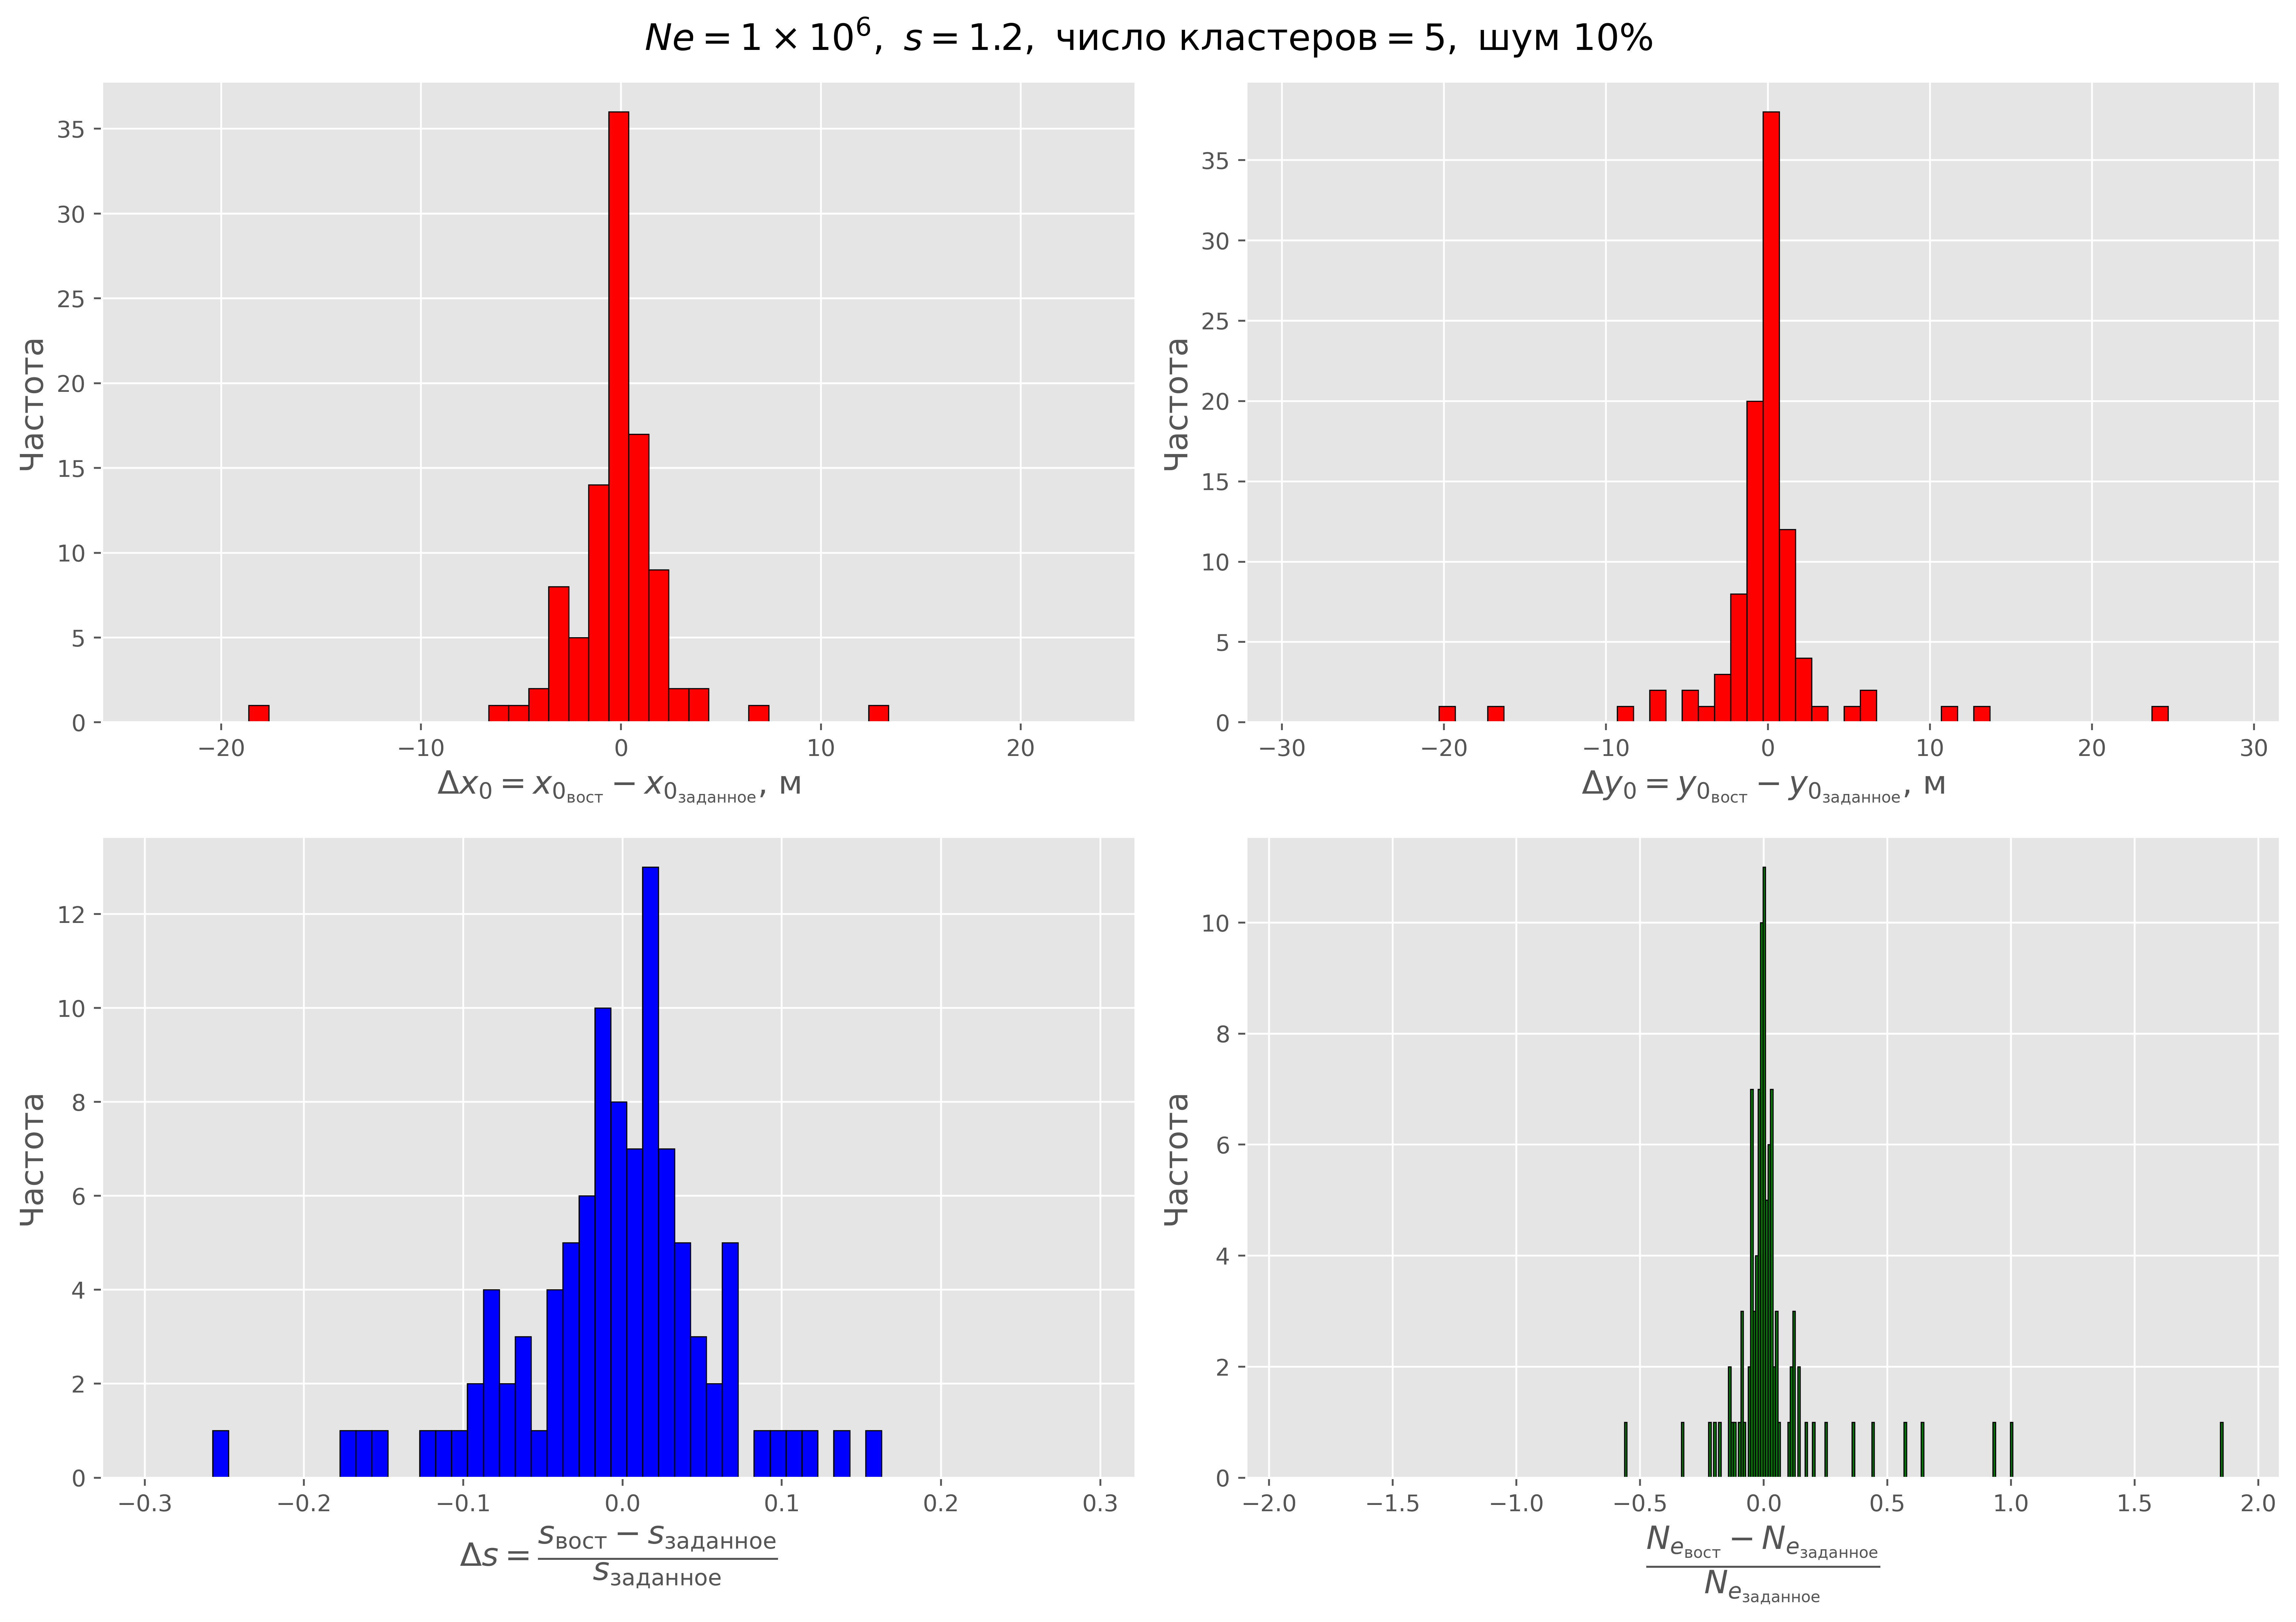 Ne = 1 × 10⁶, s = 1.2, число кластеров = 5, шум 10%
Частота
35
30
25
20
15
10
5
0
−20 −10 0 10 20
Δx₀ = x₀вост − x₀заданное, м
Частота
35
30
25
20
15
10
5
0
−30 −20 −10 0 10 20 30
Δy₀ = y₀вост − y₀заданное, м
Частота
12
10
8
6
4
2
0
−0.3 −0.2 −0.1 0.0 0.1 0.2 0.3
Δs = sвост − sзаданное
sзаданное
Частота
10
8
6
4
2
0
−2.0 −1.5 −1.0 −0.5 0.0 0.5 1.0 1.5 2.0
Neвост − Neзаданное
Neзаданное